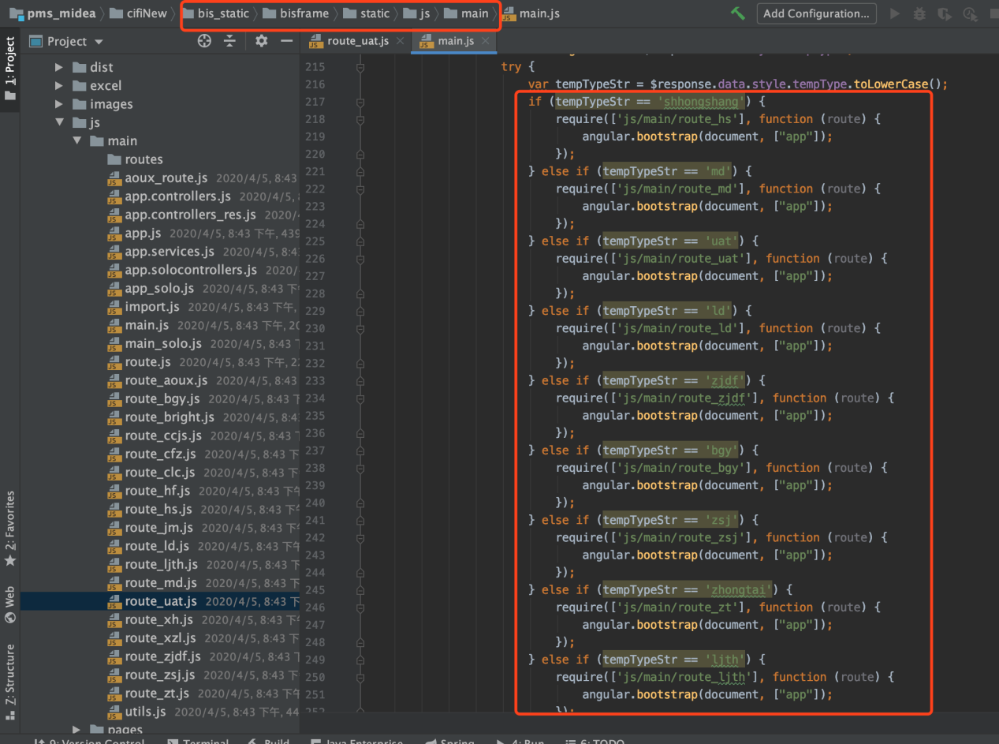 pms_midea cifiNew bis_static bisframe static js main main.js
Add Configuration...
Project
route_uat.js
main.js
1: Project
2: Favorites
Web
Z: Structure
dist
excel
images
js
main
routes
aoux_route.js 2020/4/5, 8:43
app.controllers.js 2020/4/5,
app.controllers_res.js 2020/4/
app.js 2020/4/5, 8:43 下午, 439
app.services.js 2020/4/5, 8:43
app.solocontrollers.js 2020/
app_solo.js 2020/4/5, 8:43 下
import.js 2020/4/5, 8:43 下午,
main.js 2020/4/5, 8:43 下午, 20
main_solo.js 2020/4/5, 8:43
route.js 2020/4/5, 8:43 下午, 22
route_aoux.js 2020/4/5, 8:43
route_bgy.js 2020/4/5, 8:43
route_bright.js 2020/4/5, 8:43
route_ccjs.js 2020/4/5, 8:43
route_cfz.js 2020/4/5, 8:43 下
route_clc.js 2020/4/5, 8:43 下
route_hf.js 2020/4/5, 8:43 下午
route_hs.js 2020/4/5, 8:43 下午
route_jm.js 2020/4/5, 8:43 下
route_ld.js 2020/4/5, 8:43 下午
route_ljth.js 2020/4/5, 8:43 下
route_md.js 2020/4/5, 8:43 下
route_uat.js 2020/4/5, 8:43 下
route_xh.js 2020/4/5, 8:43 下午
route_xzl.js 2020/4/5, 8:43 下
route_zjdf.js 2020/4/5, 8:43 下
route_zsj.js 2020/4/5, 8:43 下
route_zt.js 2020/4/5, 8:43 下午
utils.js 2020/4/5, 8:43 下午, 44
pages
215 try {
216 var tempTypeStr = $response.data.style.tempType.toLowerCase();
217 if (tempTypeStr == 'shhongshang') {
218 require(['js/main/route_hs'], function (route) {
219 angular.bootstrap(document, ["app"]);
220 });
221 } else if (tempTypeStr == 'md') {
222 require(['js/main/route_md'], function (route) {
223 angular.bootstrap(document, ["app"]);
224 });
225 } else if (tempTypeStr == 'uat') {
226 require(['js/main/route_uat'], function (route) {
227 angular.bootstrap(document, ["app"]);
228 });
229 } else if (tempTypeStr == 'ld') {
230 require(['js/main/route_ld'], function (route) {
231 angular.bootstrap(document, ["app"]);
232 });
233 } else if (tempTypeStr == 'zjdf') {
234 require(['js/main/route_zjdf'], function (route) {
235 angular.bootstrap(document, ["app"]);
236 });
237 } else if (tempTypeStr == 'bgy') {
238 require(['js/main/route_bgy'], function (route) {
239 angular.bootstrap(document, ["app"]);
240 });
241 } else if (tempTypeStr == 'zsj') {
242 require(['js/main/route_zsj'], function (route) {
243 angular.bootstrap(document, ["app"]);
244 });
245 } else if (tempTypeStr == 'zhongtai') {
246 require(['js/main/route_zt'], function (route) {
247 angular.bootstrap(document, ["app"]);
248 });
249 } else if (tempTypeStr == 'ljth') {
250 require(['js/main/route_ljth'], function (route) {
251 angular.bootstrap(document, ["app"]);
252 });
9: Version Control Terminal Build Java Enterprise Spring 4: Run 6: TODO